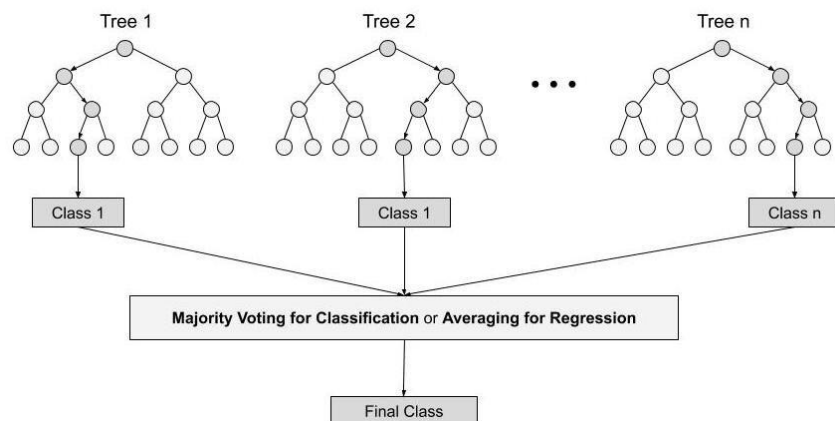 Tree 1
Tree 2
Tree n
Class 1
Class 1
Class n
Majority Voting for Classification or Averaging for Regression
Final Class